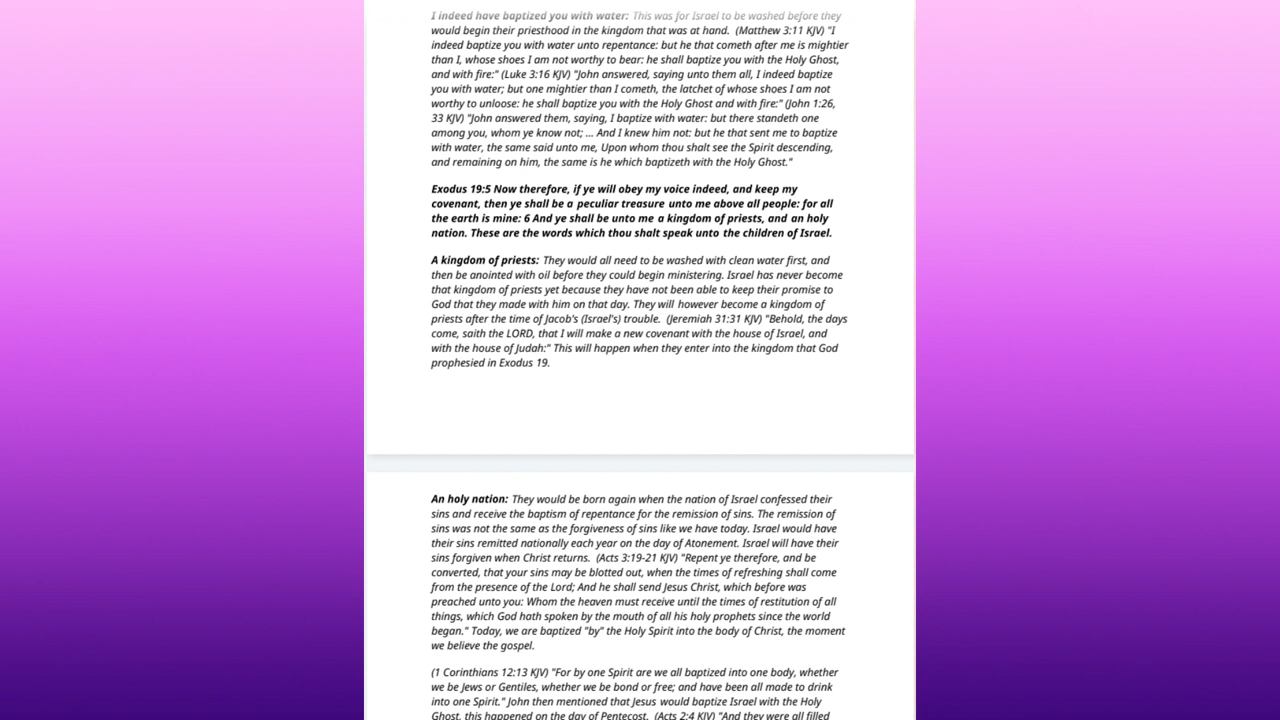 I indeed have baptized you with water: This was for Israel to be washed before they
would begin their priesthood in the kingdom that was at hand. (Matthew 3:11 KJV) "I
indeed baptize you with water unto repentance: but he that cometh after me is mightier
than I, whose shoes I am not worthy to bear: he shall baptize you with the Holy Ghost,
and with fire:" (Luke 3:16 KJV) "John answered, saying unto them all, I indeed baptize
you with water; but one mightier than I cometh, the latchet of whose shoes I am not
worthy to unloose: he shall baptize you with the Holy Ghost and with fire:" (John 1:26,
33 KJV) "John answered them, saying, I baptize with water: but there standeth one
among you, whom ye know not; ... And I knew him not: but he that sent me to baptize
with water, the same said unto me, Upon whom thou shalt see the Spirit descending,
and remaining on him, the same is he which baptizeth with the Holy Ghost."
Exodus 19:5 Now therefore, if ye will obey my voice indeed, and keep my
covenant, then ye shall be a peculiar treasure unto me above all people: for all
the earth is mine: 6 And ye shall be unto me a kingdom of priests, and an holy
nation. These are the words which thou shalt speak unto the children of Israel.
A kingdom of priests: They would all need to be washed with clean water first, and
then be anointed with oil before they could begin ministering. Israel has never become
that kingdom of priests yet because they have not been able to keep their promise to
God that they made with him on that day. They will however become a kingdom of
priests after the time of Jacob's (Israel's) trouble. (Jeremiah 31:31 KJV) "Behold, the days
come, saith the LORD, that I will make a new covenant with the house of Israel, and
with the house of Judah:" This will happen when they enter into the kingdom that God
prophesied in Exodus 19.
An holy nation: They would be born again when the nation of Israel confessed their
sins and receive the baptism of repentance for the remission of sins. The remission of
sins was not the same as the forgiveness of sins like we have today. Israel would have
their sins remitted nationally each year on the day of Atonement. Israel will have their
sins forgiven when Christ returns. (Acts 3:19-21 KJV) "Repent ye therefore, and be
converted, that your sins may be blotted out, when the times of refreshing shall come
from the presence of the Lord; And he shall send Jesus Christ, which before was
preached unto you: Whom the heaven must receive until the times of restitution of all
things, which God hath spoken by the mouth of all his holy prophets since the world
began." Today, we are baptized "by" the Holy Spirit into the body of Christ, the moment
we believe the gospel.
(1 Corinthians 12:13 KJV) "For by one Spirit are we all baptized into one body, whether
we be Jews or Gentiles, whether we be bond or free; and have been all made to drink
into one Spirit." John then mentioned that Jesus would baptize Israel with the Holy
Ghost, this happened on the day of Pentecost. (Acts 2:4 KJV) "And they were all filled